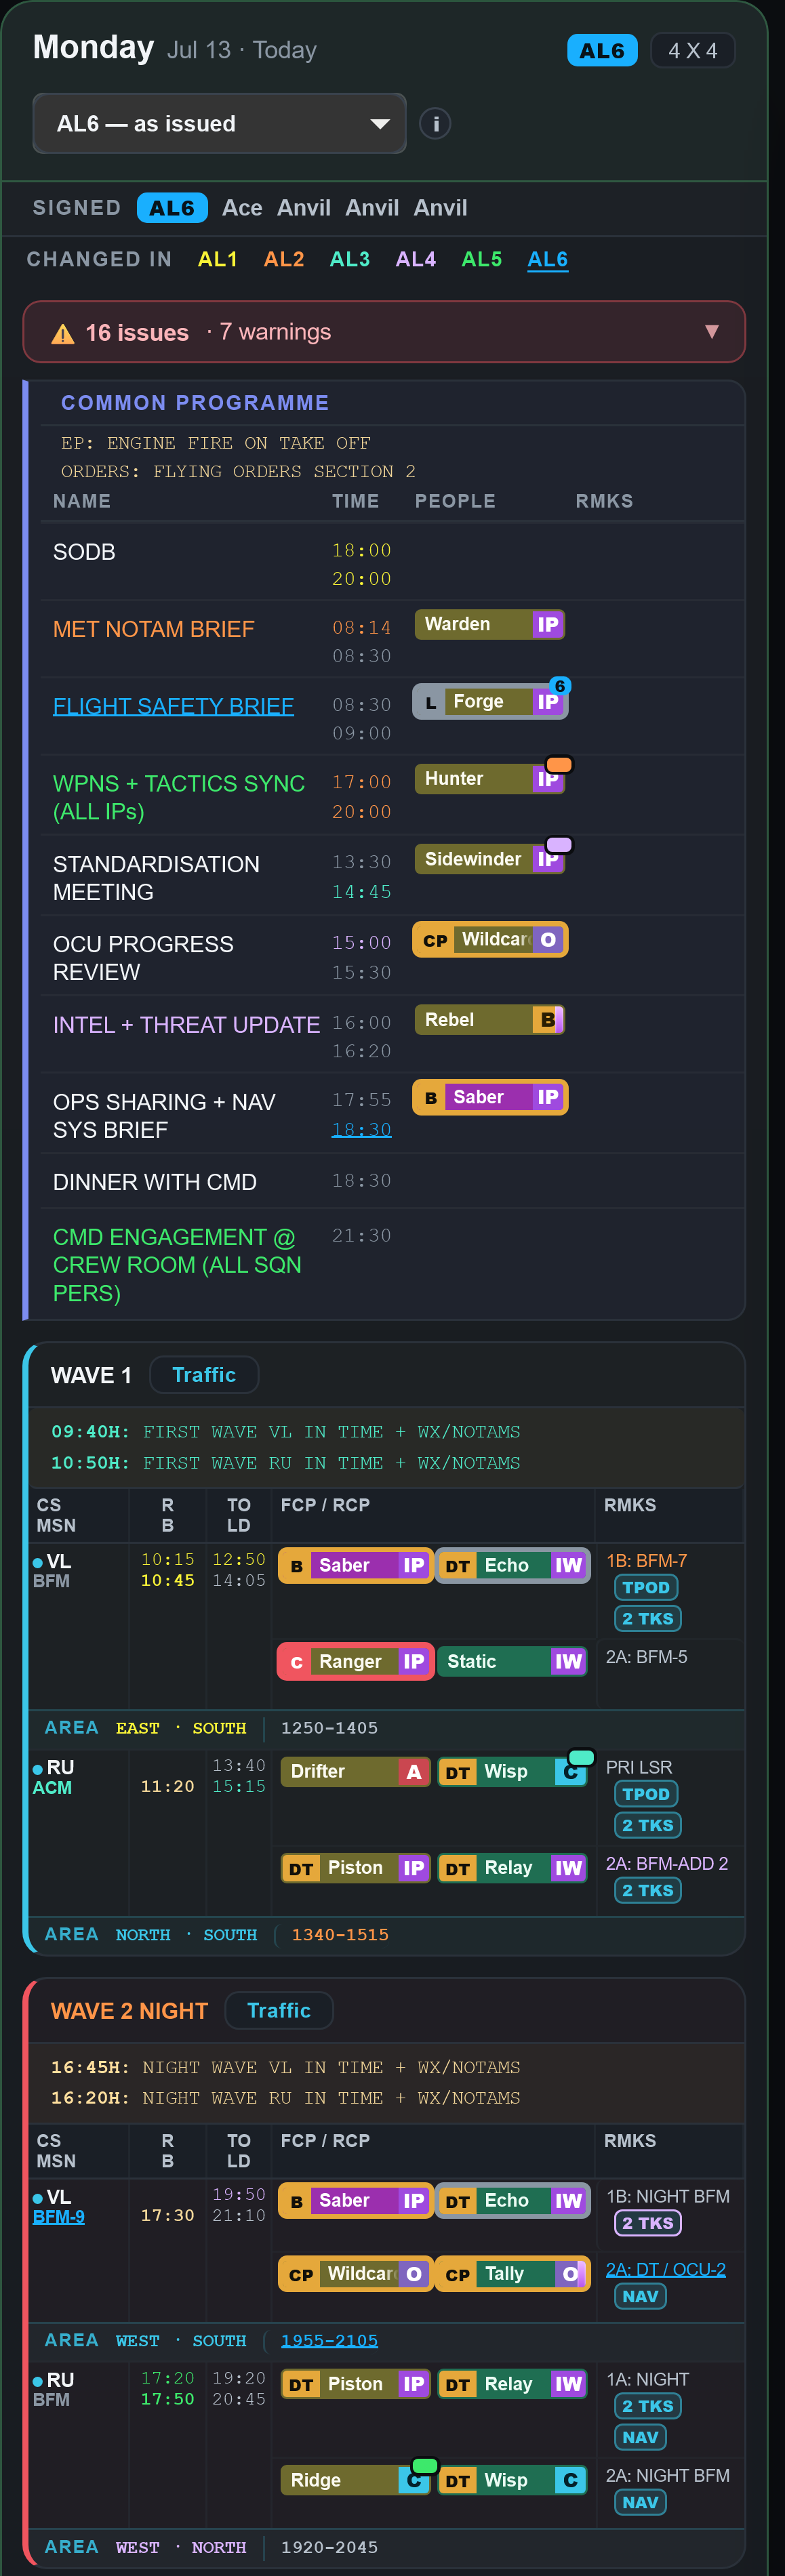 Monday Jul 13 · Today AL6 4 X 4
AL6 — as issued i
SIGNED AL6 Ace Anvil Anvil Anvil
CHANGED IN AL1 AL2 AL3 AL4 AL5 AL6
16 issues · 7 warnings
COMMON PROGRAMME
EP: ENGINE FIRE ON TAKE OFF
ORDERS: FLYING ORDERS SECTION 2
NAME TIME PEOPLE RMKS
SODB 18:00
20:00
MET NOTAM BRIEF 08:14 Warden IP
08:30
FLIGHT SAFETY BRIEF 08:30 L Forge IP 6
09:00
WPNS + TACTICS SYNC 17:00 Hunter IP
(ALL IPs) 20:00
STANDARDISATION 13:30 Sidewinder IP
MEETING 14:45
OCU PROGRESS 15:00 CP Wildcar O
REVIEW 15:30
INTEL + THREAT UPDATE 16:00 Rebel B
16:20
OPS SHARING + NAV 17:55 B Saber IP
SYS BRIEF 18:30
DINNER WITH CMD 18:30
CMD ENGAGEMENT @ 21:30
CREW ROOM (ALL SQN
PERS)
WAVE 1 Traffic
09:40H: FIRST WAVE VL IN TIME + WX/NOTAMS
10:50H: FIRST WAVE RU IN TIME + WX/NOTAMS
CS R TO FCP / RCP RMKS
MSN B LD
VL 10:15 12:50 B Saber IP DT Echo IW 1B: BFM-7
BFM 10:45 14:05 TPOD
2 TKS
C Ranger IP Static IW 2A: BFM-5
AREA EAST · SOUTH 1250-1405
RU 13:40 Drifter A DT Wisp C PRI LSR
ACM 11:20 15:15 TPOD
2 TKS
DT Piston IP DT Relay IW 2A: BFM-ADD 2
2 TKS
AREA NORTH · SOUTH 1340-1515
WAVE 2 NIGHT Traffic
16:45H: NIGHT WAVE VL IN TIME + WX/NOTAMS
16:20H: NIGHT WAVE RU IN TIME + WX/NOTAMS
CS R TO FCP / RCP RMKS
MSN B LD
VL 19:50 B Saber IP DT Echo IW 1B: NIGHT BFM
BFM-9 17:30 21:10 2 TKS
CP Wildcar O CP Tally O 2A: DT / OCU-2
NAV
AREA WEST · SOUTH 1955-2105
RU 17:20 19:20 DT Piston IP DT Relay IW 1A: NIGHT
BFM 17:50 20:45 2 TKS
NAV
Ridge C DT Wisp C 2A: NIGHT BFM
NAV
AREA WEST · NORTH 1920-2045